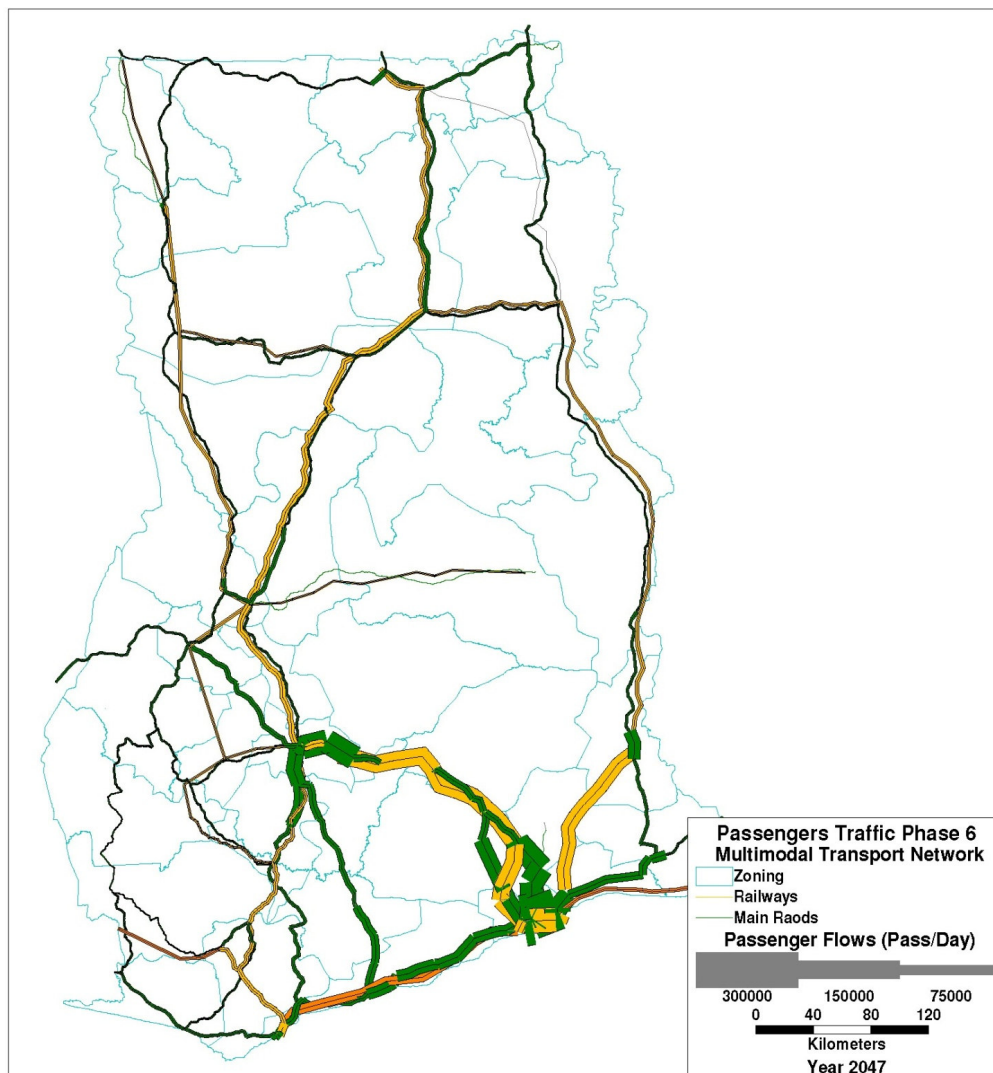 Passengers Traffic Phase 6
Multimodal Transport Network
Zoning
Railways
Main Raods
Passenger Flows (Pass/Day)
300000 150000 75000
0 40 80 120
Kilometers
Year 2047